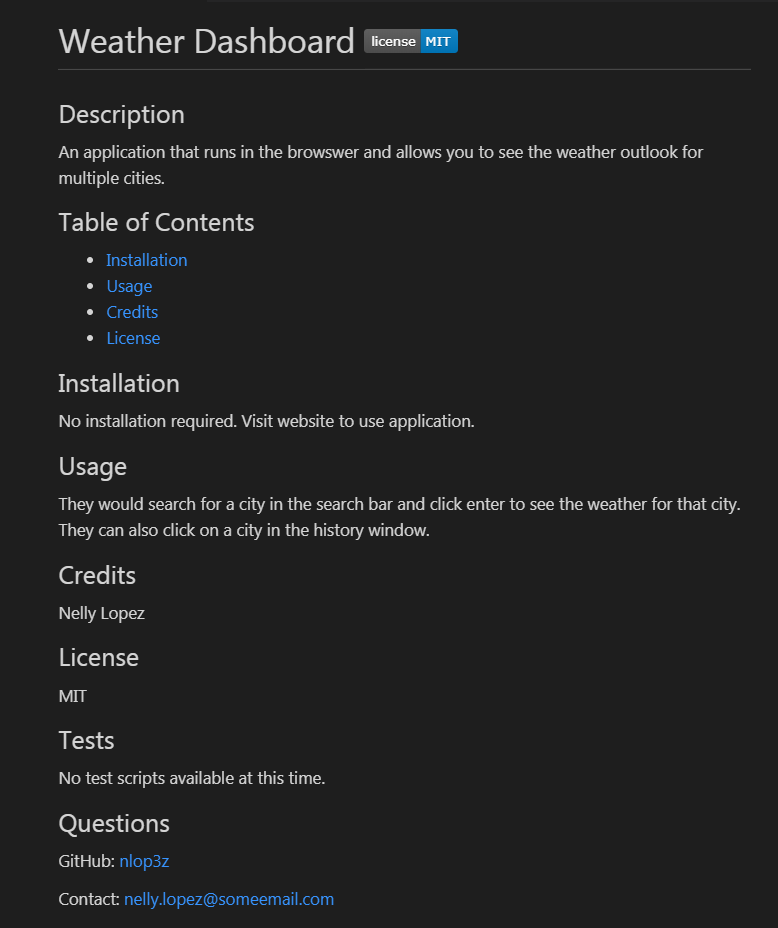 Weather Dashboard license MIT
Description
An application that runs in the browswer and allows you to see the weather outlook for
multiple cities.
Table of Contents
Installation
Usage
Credits
License
Installation
No installation required. Visit website to use application.
Usage
They would search for a city in the search bar and click enter to see the weather for that city.
They can also click on a city in the history window.
Credits
Nelly Lopez
License
MIT
Tests
No test scripts available at this time.
Questions
GitHub: nlop3z
Contact: nelly.lopez@someemail.com